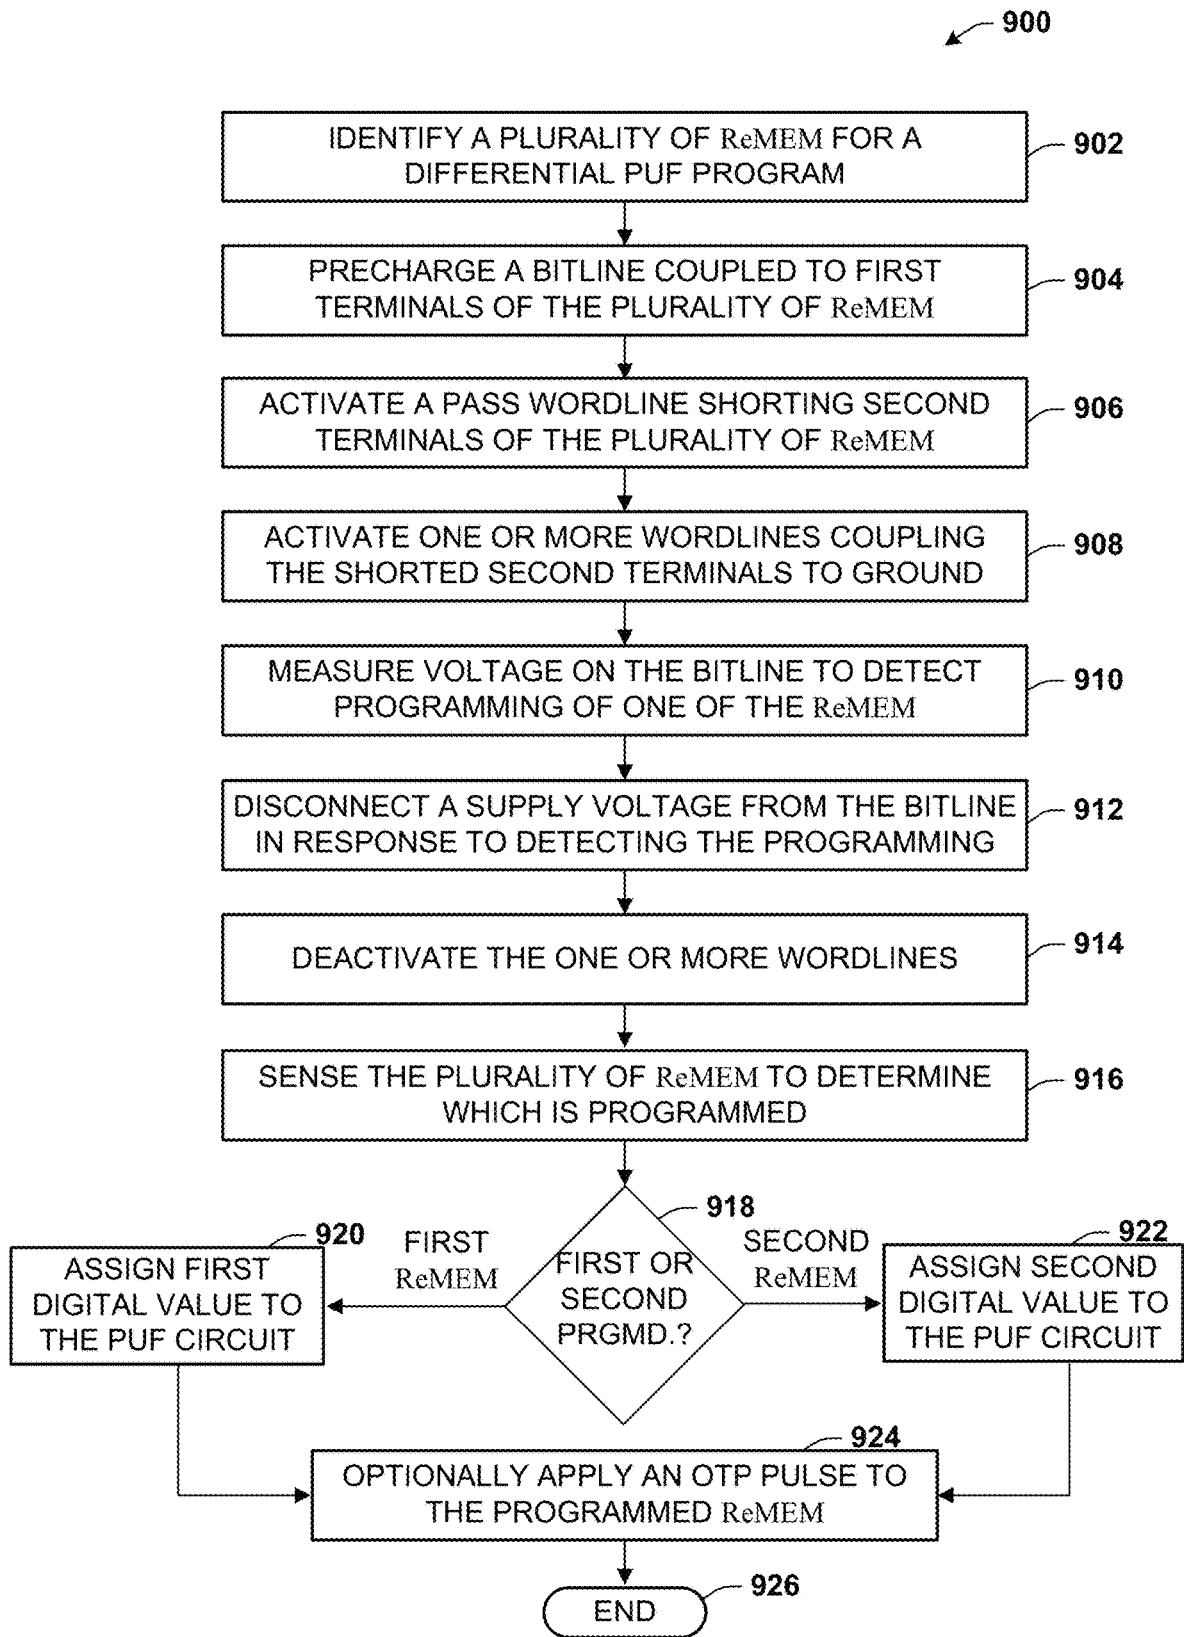 900
IDENTIFY A PLURALITY OF ReMEM FOR A
DIFFERENTIAL PUF PROGRAM
902
PRECHARGE A BITLINE COUPLED TO FIRST
TERMINALS OF THE PLURALITY OF ReMEM
904
ACTIVATE A PASS WORDLINE SHORTING SECOND
TERMINALS OF THE PLURALITY OF ReMEM
906
ACTIVATE ONE OR MORE WORDLINES COUPLING
THE SHORTED SECOND TERMINALS TO GROUND
908
MEASURE VOLTAGE ON THE BITLINE TO DETECT
PROGRAMMING OF ONE OF THE ReMEM
910
DISCONNECT A SUPPLY VOLTAGE FROM THE BITLINE
IN RESPONSE TO DETECTING THE PROGRAMMING
912
DEACTIVATE THE ONE OR MORE WORDLINES
914
SENSE THE PLURALITY OF ReMEM TO DETERMINE
WHICH IS PROGRAMMED
916
918
FIRST OR
SECOND
PRGMD.?
FIRST
ReMEM
920
ASSIGN FIRST
DIGITAL VALUE TO
THE PUF CIRCUIT
SECOND
ReMEM
922
ASSIGN SECOND
DIGITAL VALUE TO
THE PUF CIRCUIT
924
OPTIONALLY APPLY AN OTP PULSE TO
THE PROGRAMMED ReMEM
926
END